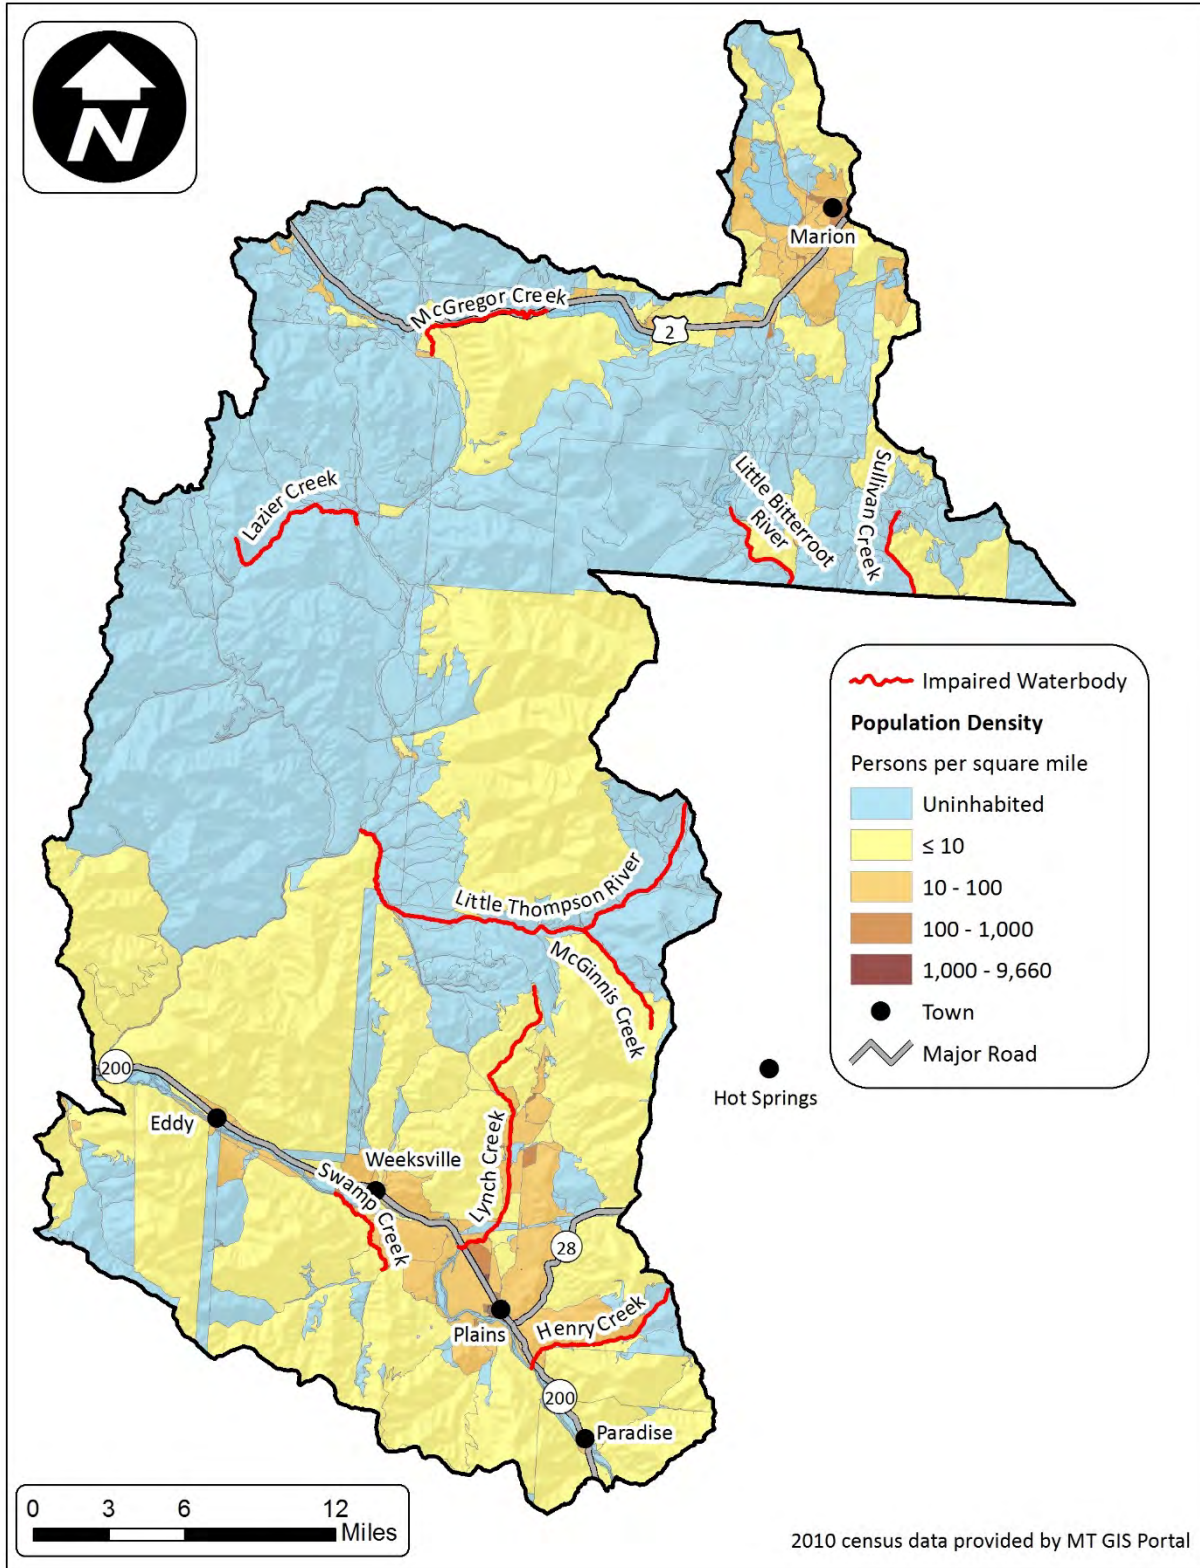 N
Marion
McGregor Creek
2
Lazier Creek
Little Bitterroot
River
Sullivan Creek
Impaired Waterbody
Population Density
Persons per square mile
Uninhabited
≤ 10
10 - 100
100 - 1,000
1,000 - 9,660
Town
Major Road
Little Thompson River
McGinnis Creek
200
Hot Springs
Eddy
Weeksville
Lynch Creek
Swamp Creek
28
Plains
Henry Creek
200
Paradise
0 3 6 12
Miles
2010 census data provided by MT GIS Portal